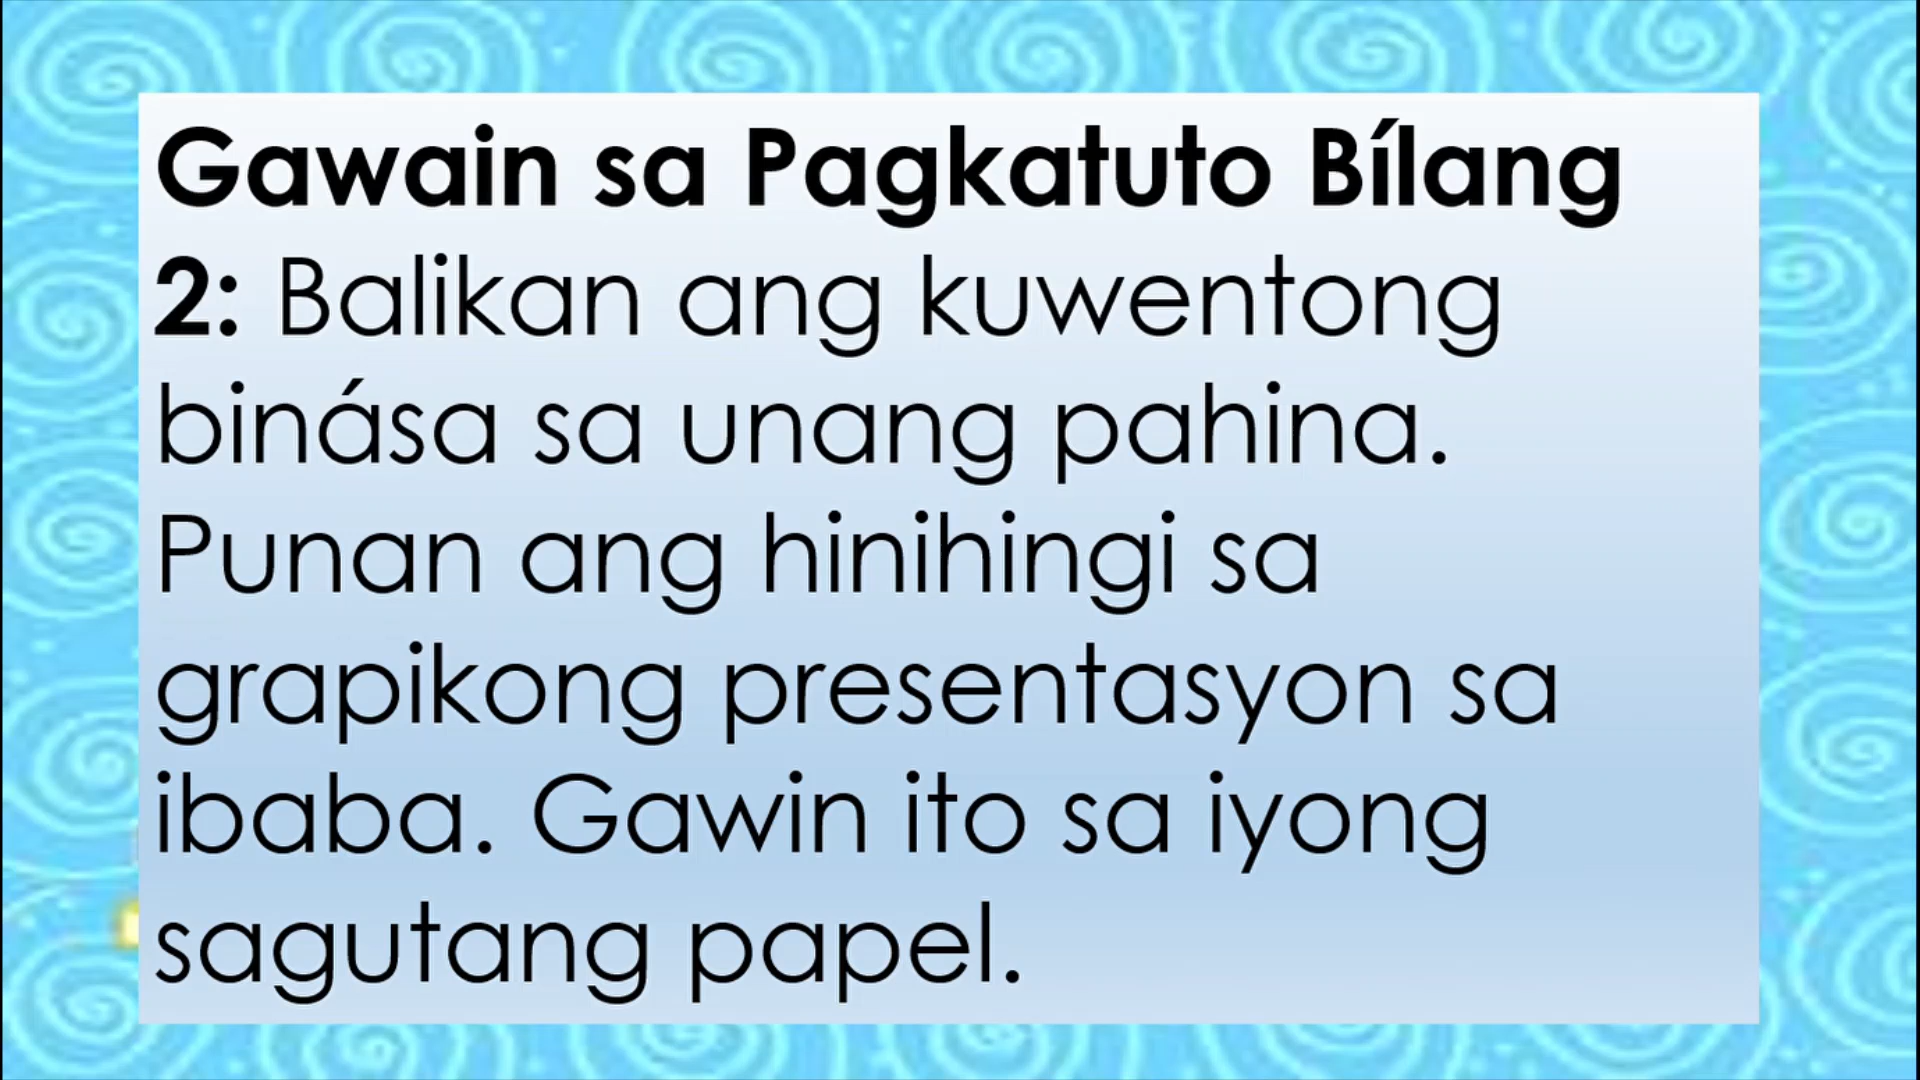 Gawain sa Pagkatuto Bílang
2: Balikan ang kuwentong
binása sa unang pahina.
Punan ang hinihingi sa
grapikong presentasyon sa
ibaba. Gawin ito sa iyong
sagutang papel.